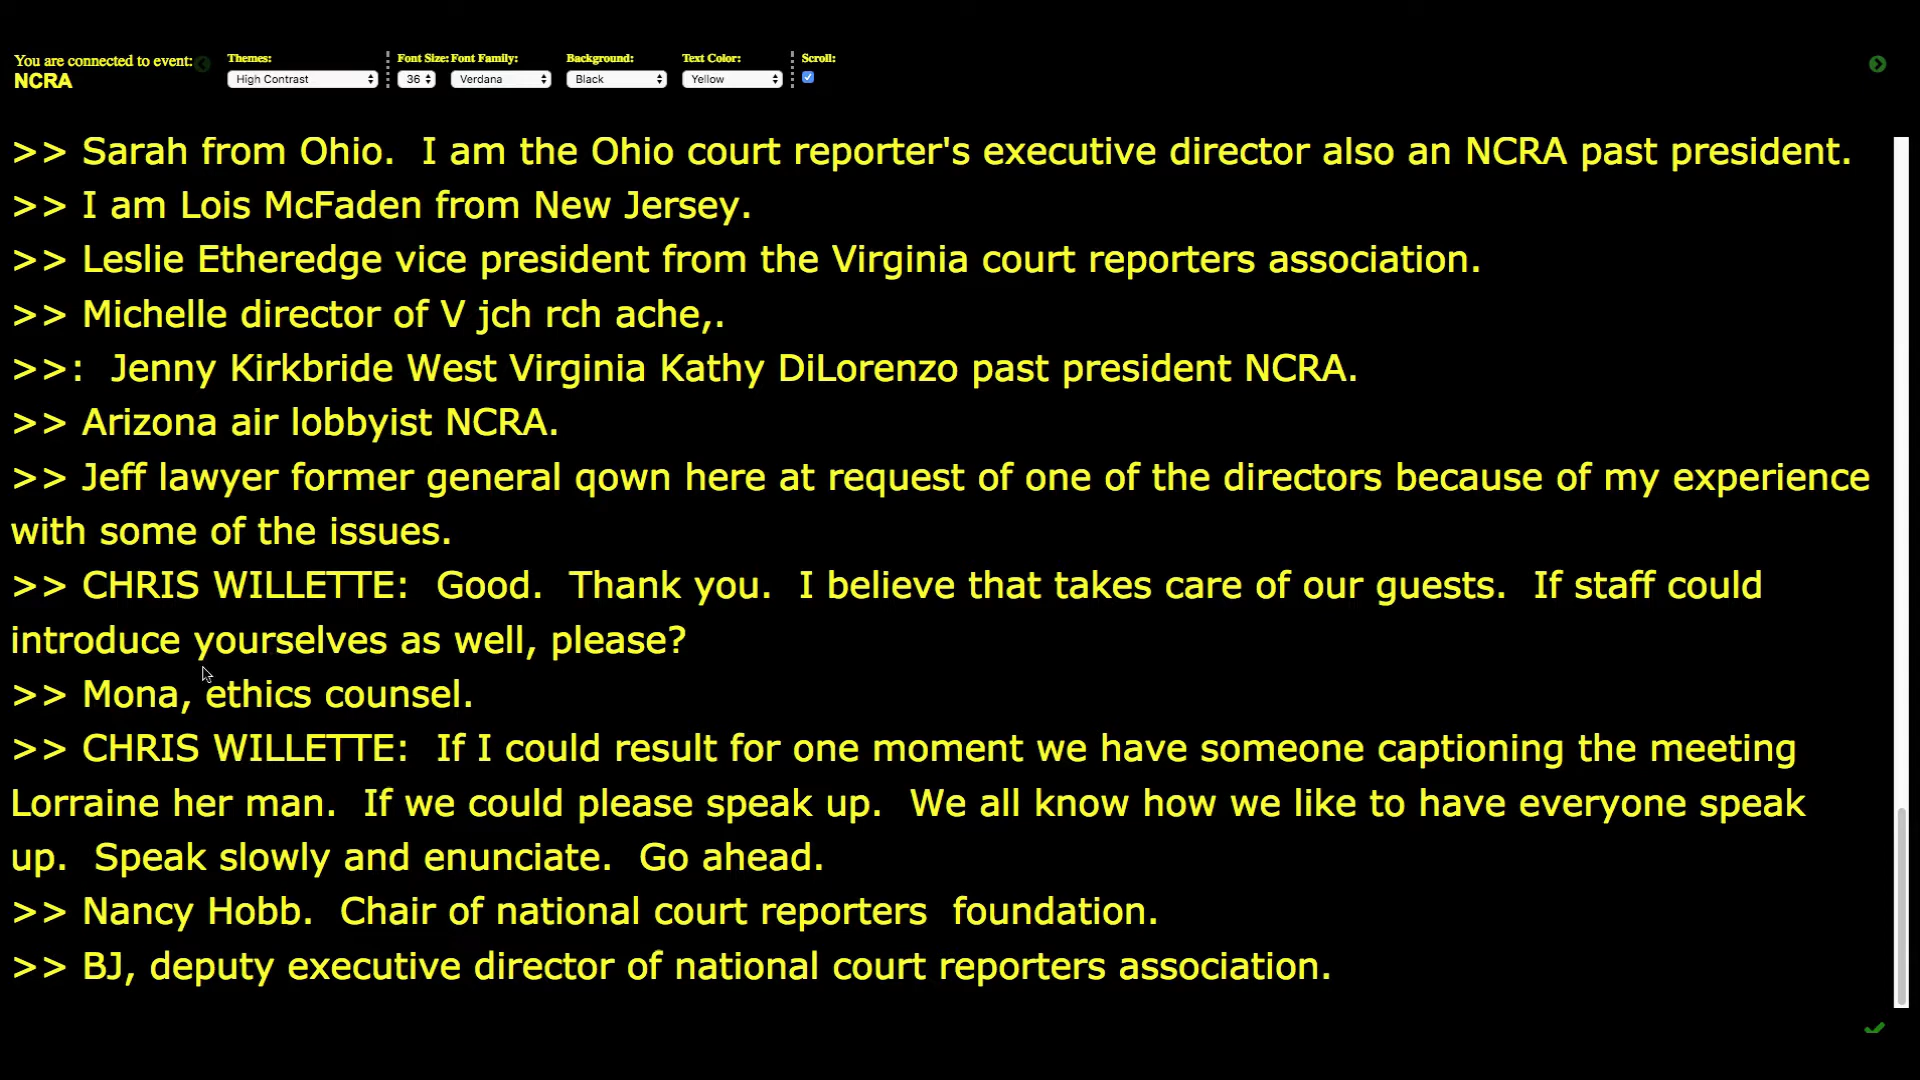 You are connected to event:
NCRA
Themes:
High Contrast
Font Size: Font Family:
36
Verdana
Background:
Black
Text Color:
Yellow
Scroll:
>> Sarah from Ohio.  I am the Ohio court reporter's executive director also an NCRA past president.
>> I am Lois McFaden from New Jersey.
>> Leslie Etheredge vice president from the Virginia court reporters association.
>> Michelle director of V jch rch ache,.
>>:  Jenny Kirkbride West Virginia Kathy DiLorenzo past president NCRA.
>> Arizona air lobbyist NCRA.
>> Jeff lawyer former general qown here at request of one of the directors because of my experience
with some of the issues.
>> CHRIS WILLETTE:  Good.  Thank you.  I believe that takes care of our guests.  If staff could
introduce yourselves as well, please?
>> Mona, ethics counsel.
>> CHRIS WILLETTE:  If I could result for one moment we have someone captioning the meeting
Lorraine her man.  If we could please speak up.  We all know how we like to have everyone speak
up.  Speak slowly and enunciate.  Go ahead.
>> Nancy Hobb.  Chair of national court reporters  foundation.
>> BJ, deputy executive director of national court reporters association.